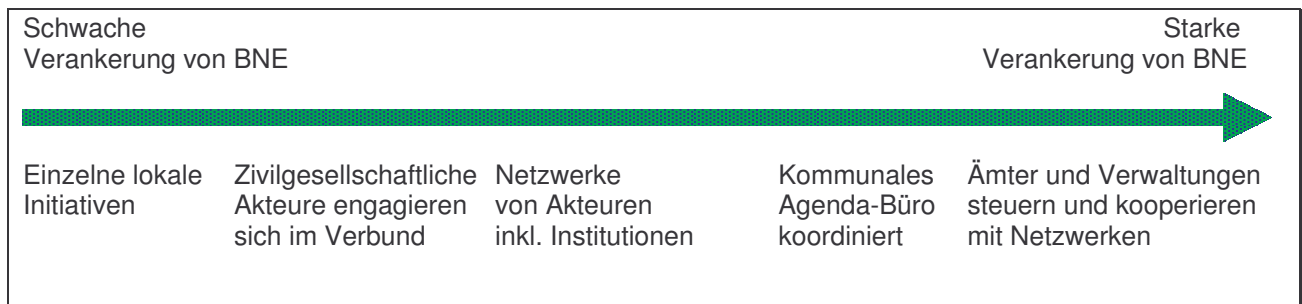 Schwache
Verankerung von BNE
Starke
Verankerung von BNE
Einzelne lokale
Initiativen
Zivilgesellschaftliche
Akteure engagieren
sich im Verbund
Netzwerke
von Akteuren
inkl. Institutionen
Kommunales
Agenda-Büro
koordiniert
Ämter und Verwaltungen
steuern und kooperieren
mit Netzwerken